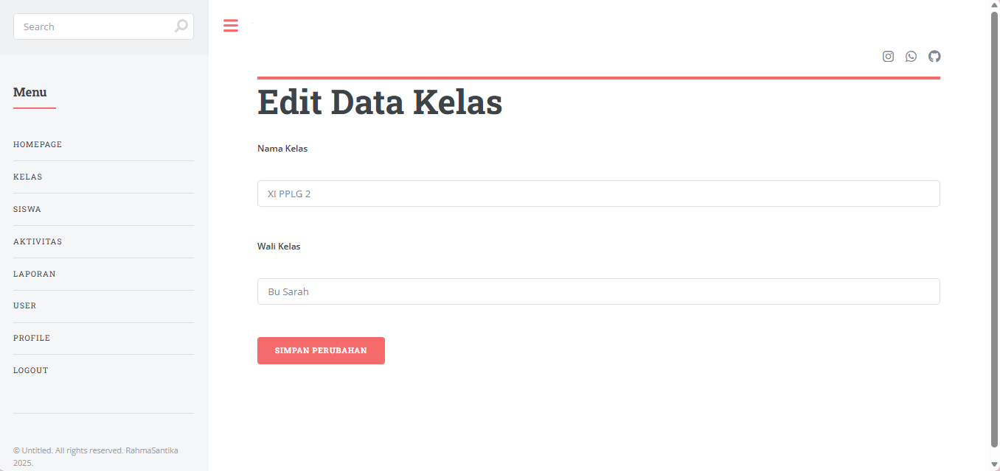 Search
Menu
HOMEPAGE
KELAS
SISWA
AKTIVITAS
LAPORAN
USER
PROFILE
LOGOUT
© Untitled. All rights reserved. RahmaSantika
2025.
Edit Data Kelas
Nama Kelas
XI PPLG 2
Wali Kelas
Bu Sarah
SIMPAN PERUBAHAN